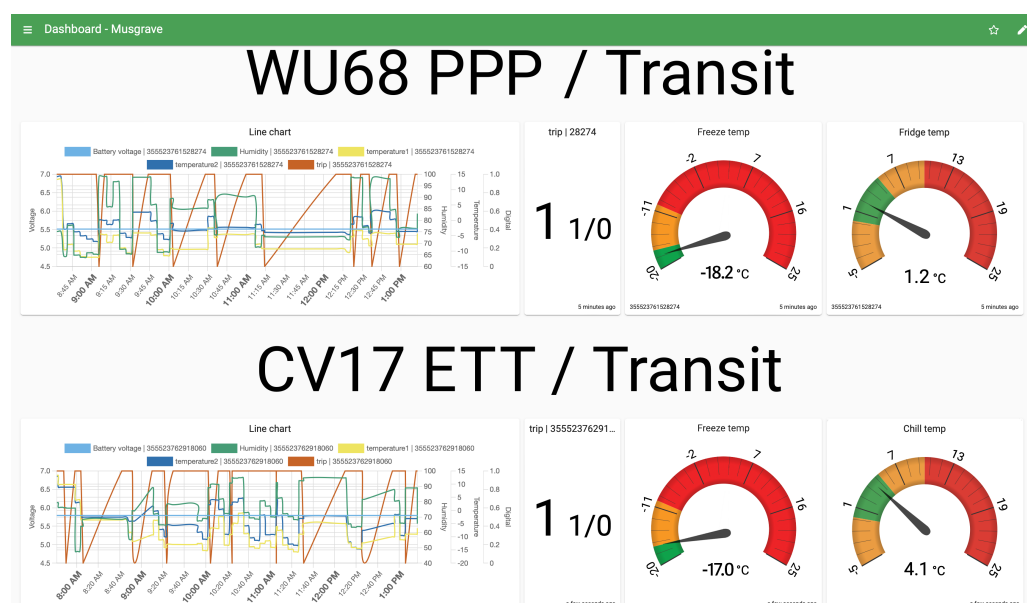 Dashboard - Musgrave
WU68 PPP / Transit
Line chart
Battery voltage | 355523761528274 Humidity | 355523761528274 temperature1 | 355523761528274
temperature2 | 355523761528274 trip | 355523761528274
7.0 6.5 6.0 5.5 5.0 4.5
Voltage
100 95 90 85 80 75 70 65 60
Humidity
15 10 5 0 -5 -10 -15
Temperature
1.0 0.8 0.6 0.4 0.2 0
Digital
8:45 AM 9:00 AM 9:15 AM 9:30 AM 9:45 AM 10:00 AM 10:15 AM 10:30 AM 10:45 AM 11:00 AM 11:15 AM 11:30 AM 11:45 AM 12:00 PM 12:15 PM 12:30 PM 12:45 PM 1:00 PM
trip | 28274
1 1/0
5 minutes ago
Freeze temp
-20 -11 -2 7 16 25
-18.2 °C
355523761528274 5 minutes ago
Fridge temp
-5 1 7 13 19 25
1.2 °C
355523761528274 5 minutes ago
CV17 ETT / Transit
Line chart
Battery voltage | 355523762918060 Humidity | 355523762918060 temperature1 | 355523762918060
temperature2 | 355523762918060 trip | 355523762918060
7.0 6.5 6.0 5.5 5.0 4.5
Voltage
100 90 80 70 60 50 40
Humidity
15 10 5 0 -5 -10 -15 -20
Temperature
1.0 0.8 0.6 0.4 0.2 0
Digital
8:00 AM 8:20 AM 8:40 AM 9:00 AM 9:20 AM 9:40 AM 10:00 AM 10:20 AM 10:40 AM 11:00 AM 11:20 AM 11:40 AM 12:00 PM 12:20 PM 12:40 PM 1:00 PM
trip | 35552376291...
1 1/0
Freeze temp
-20 -11 -2 7 16 25
-17.0 °C
Chill temp
-5 1 7 13 19 25
4.1 °C